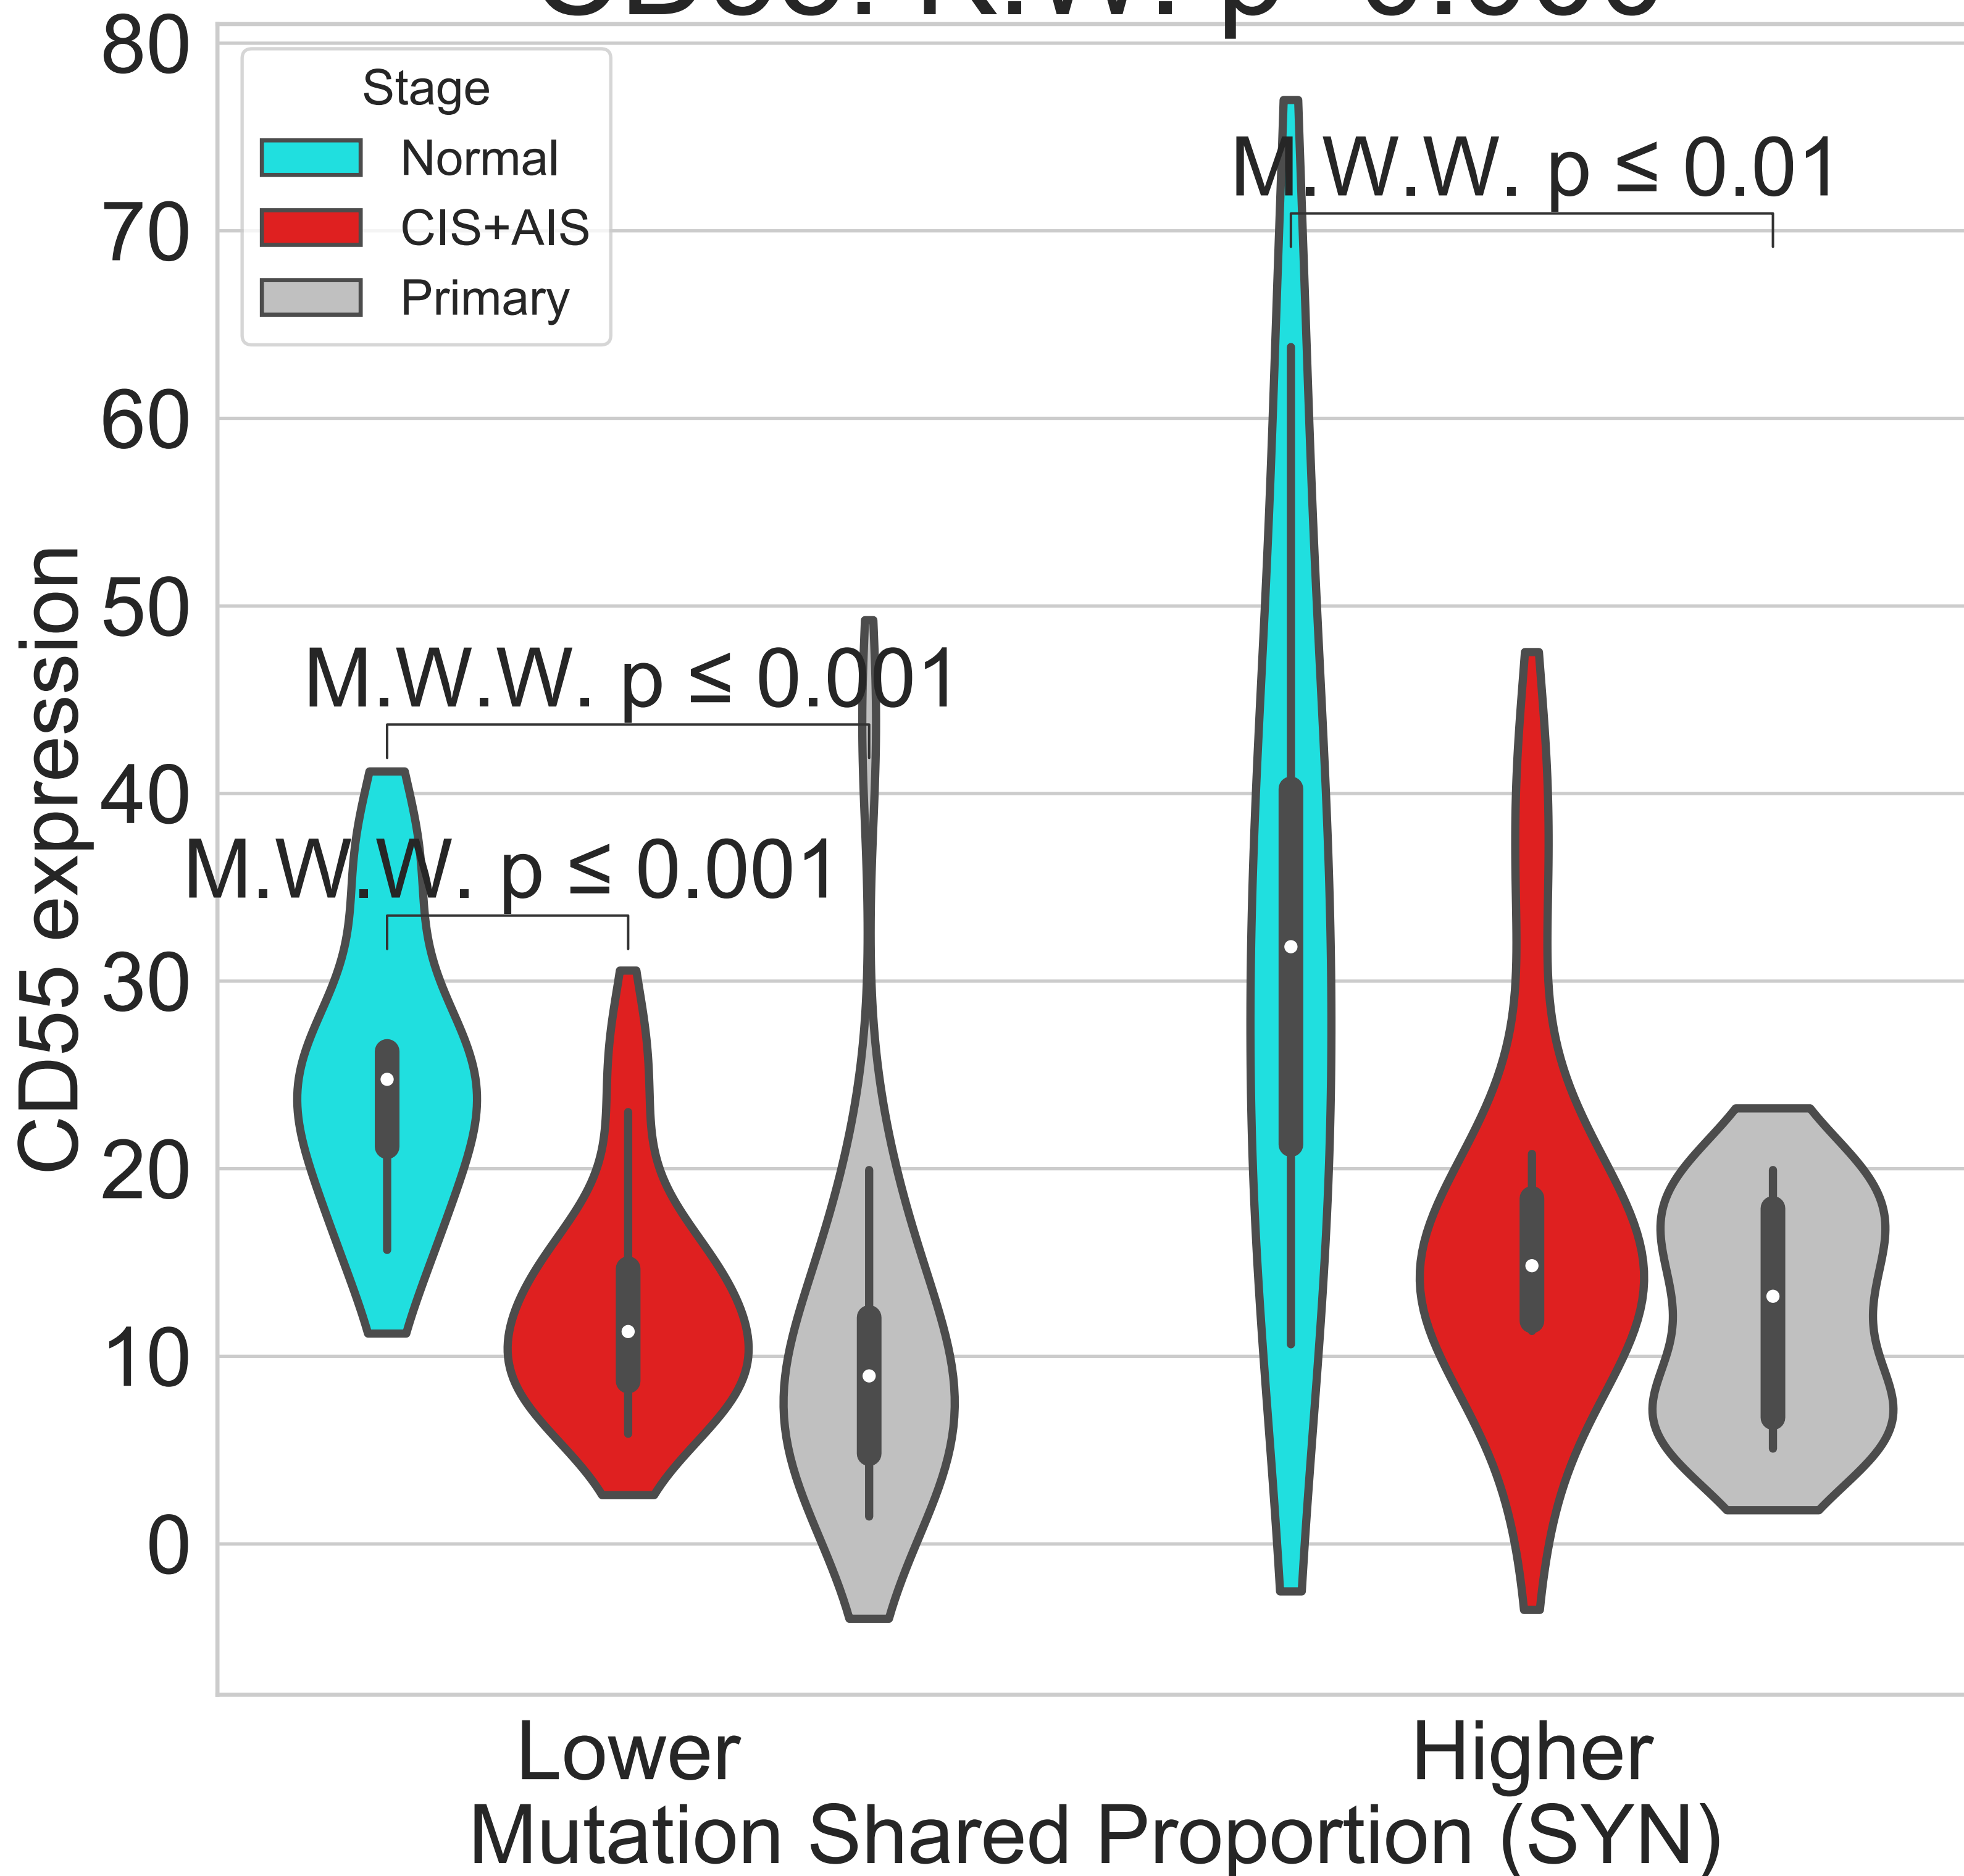 80
70
60
50
40
30
20
10
0
CD55 expression
Stage
Normal
CIS+AIS
Primary
M.W.W. p ≤ 0.01
M.W.W. p ≤ 0.001
M.W.W. p ≤ 0.001
Lower
Higher
Mutation Shared Proportion (SYN)